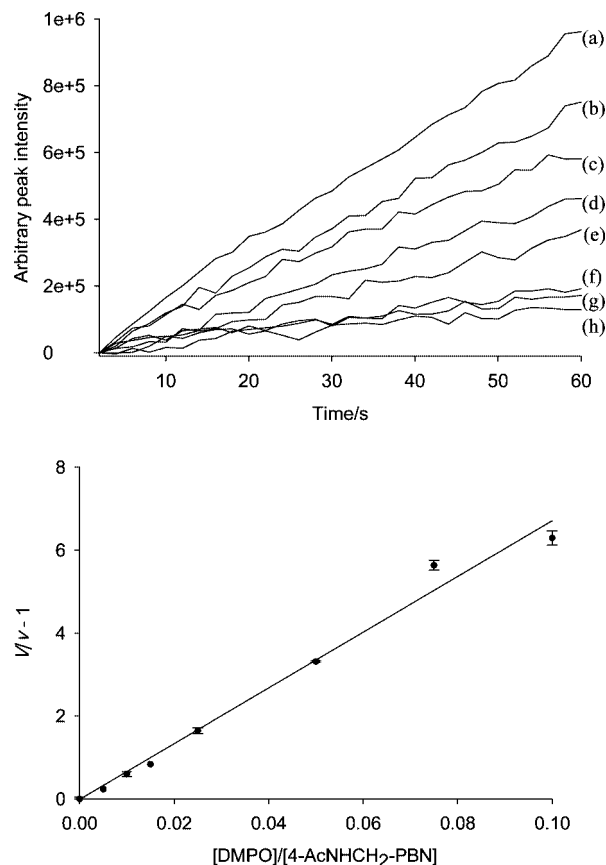 1e+6
8e+5
6e+5
4e+5
2e+5
0
Arbitrary peak intensity
(a)
(b)
(c)
(d)
(e)
(f)
(g)
(h)
10 20 30 40 50 60
Time/s
8
6
4
2
0
V/v - 1
0.00 0.02 0.04 0.06 0.08 0.10
[DMPO]/[4-AcNHCH2-PBN]